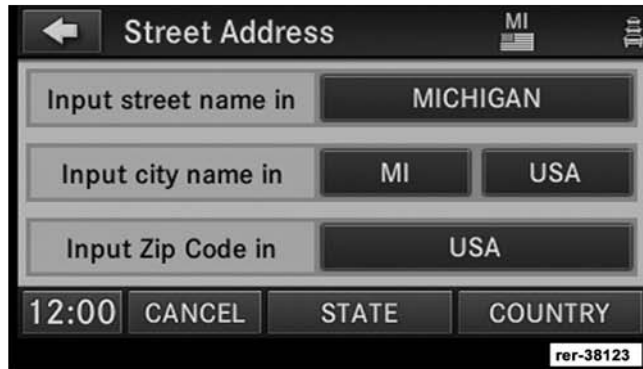 Street Address MI
Input street name in MICHIGAN
Input city name in MI USA
Input Zip Code in USA
12:00 CANCEL STATE COUNTRY
rer-38123